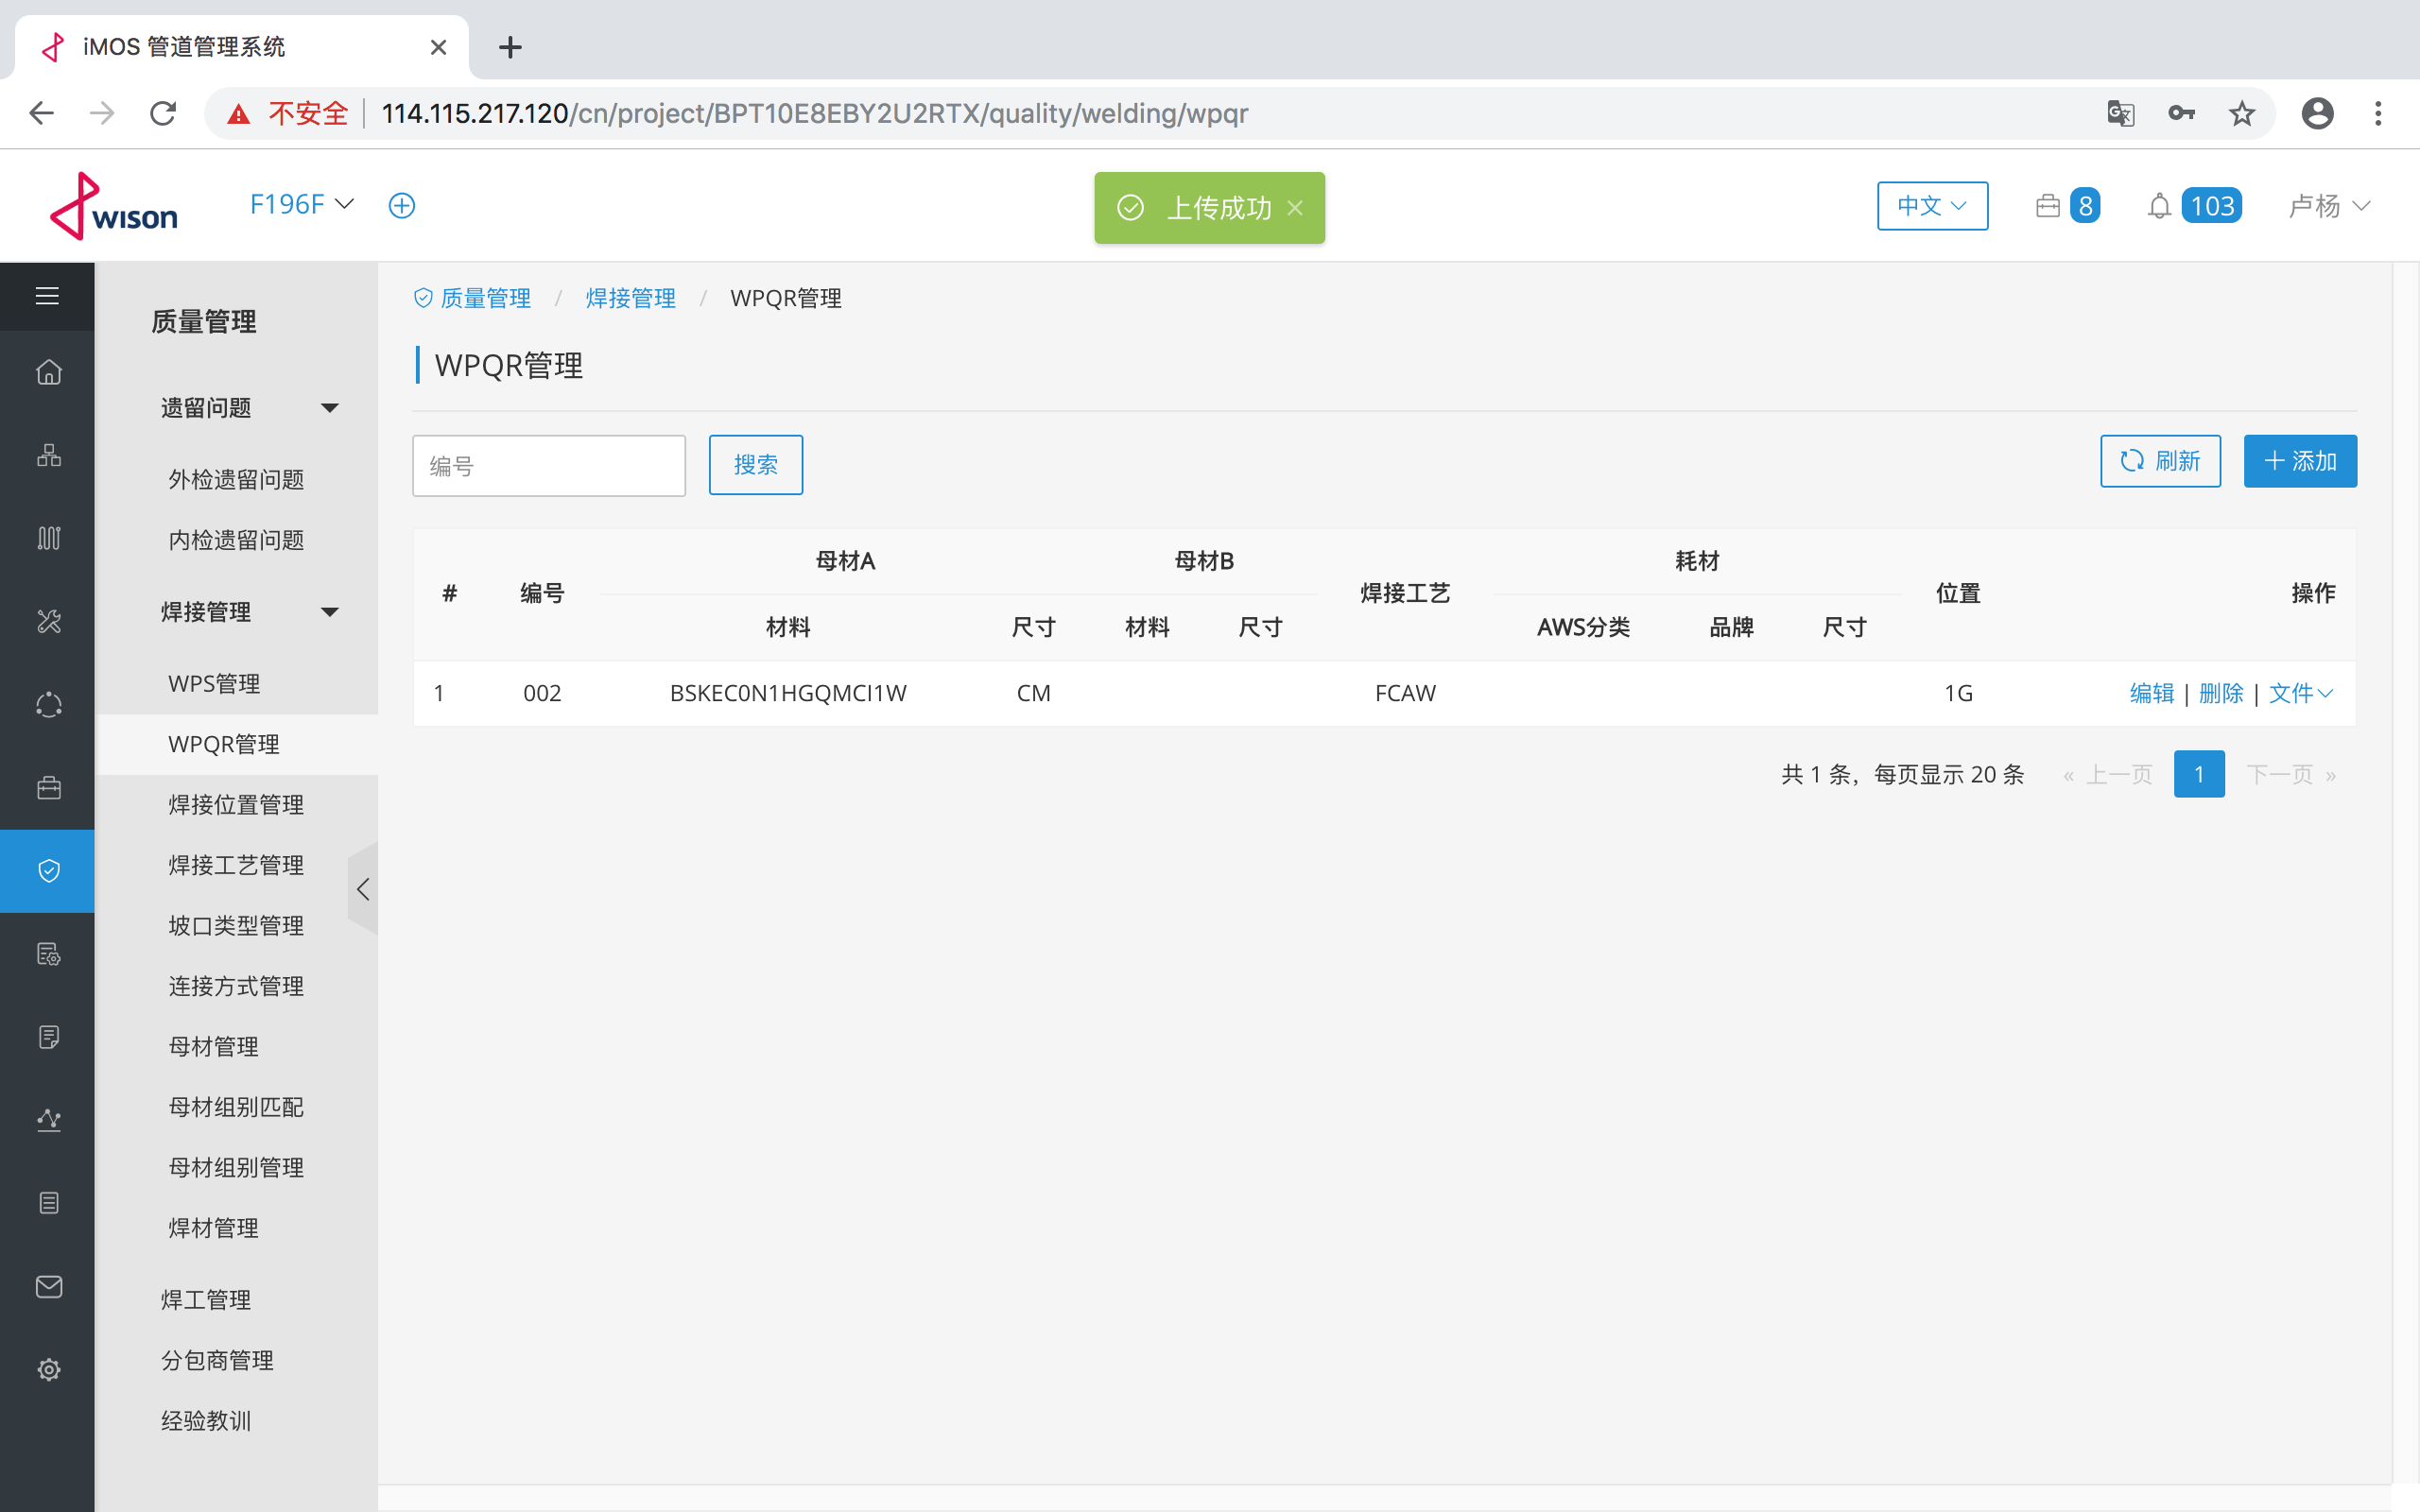 iMOS 管道管理系统
不安全 114.115.217.120/cn/project/BPT10E8EBY2U2RTX/quality/welding/wpqr
wison F196F 上传成功 中文 8 103 卢杨
质量管理
遗留问题
外检遗留问题
内检遗留问题
焊接管理
WPS管理
WPQR管理
焊接位置管理
焊接工艺管理
坡口类型管理
连接方式管理
母材管理
母材组别匹配
母材组别管理
焊材管理
焊工管理
分包商管理
经验教训
质量管理 / 焊接管理 / WPQR管理
WPQR管理
编号 搜索 刷新 添加
# 编号 母材A 母材B 焊接工艺 耗材 位置 操作
材料 尺寸 材料 尺寸 AWS分类 品牌 尺寸
1 002 BSKEC0N1HGQMCI1W CM FCAW 1G 编辑 | 删除 | 文件
共 1 条，每页显示 20 条 « 上一页 1 下一页 »